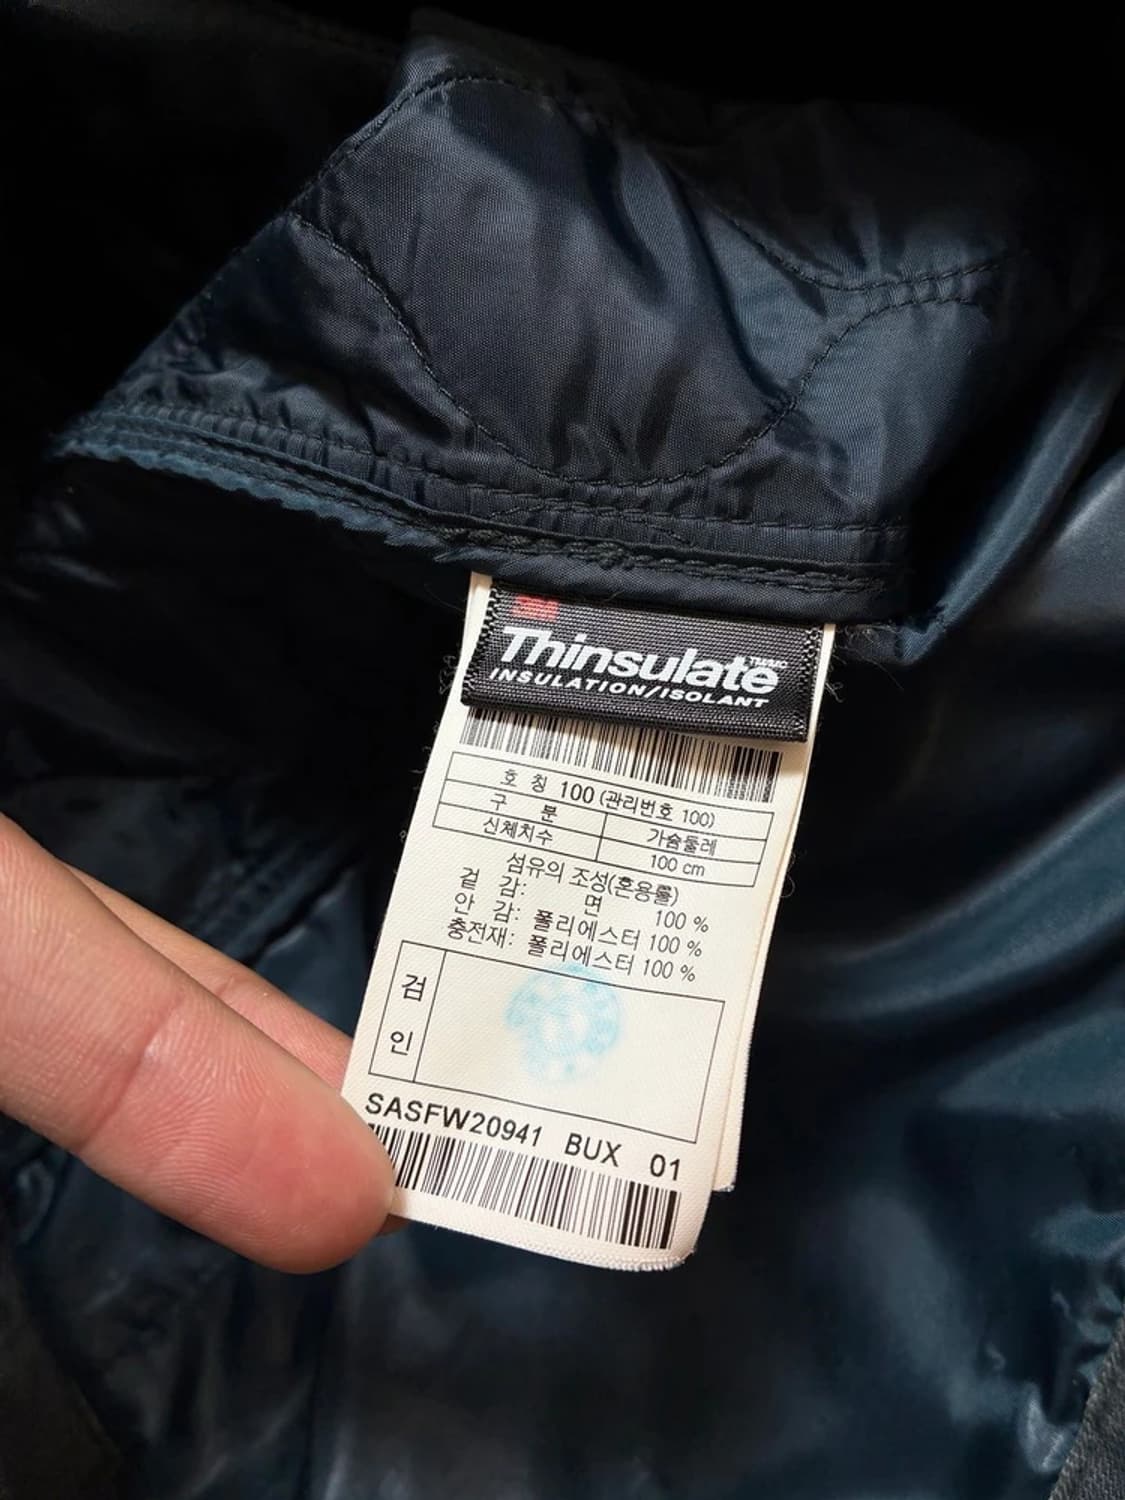 Thinsulate
INSULATION/ISOLANT
호 칭 100 (관리번호 100)
구 분 가슴둘레
신체치수 100 cm
섬유의 조성(혼용률)
겉 감: 면 100 %
안 감: 폴리에스터 100 %
충전재: 폴리에스터 100 %
검
인
SASFW20941 BUX 01